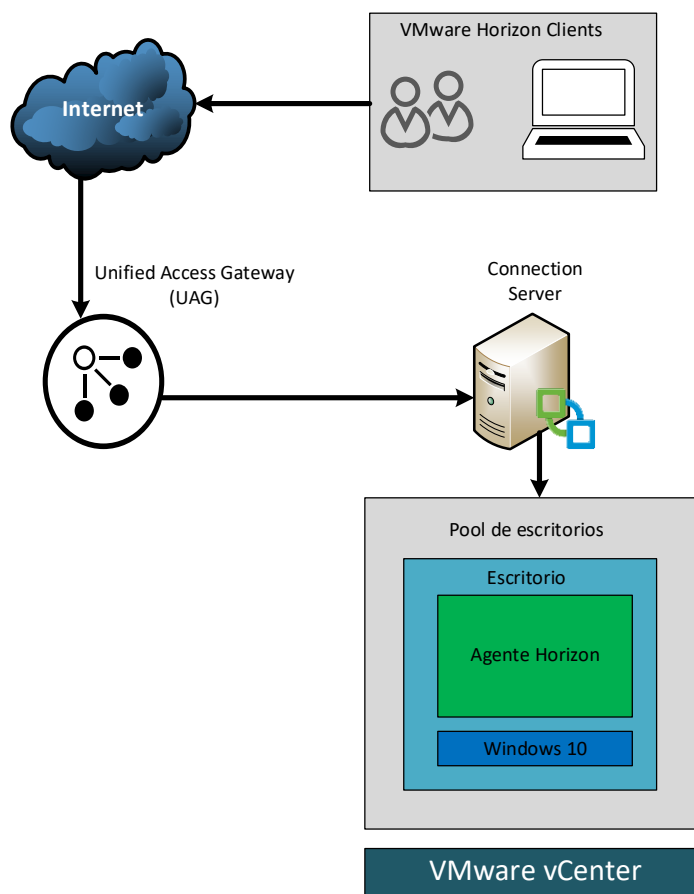 VMware Horizon Clients
Internet
Unified Access Gateway
(UAG)
Connection
Server
Pool de escritorios
Escritorio
Agente Horizon
Windows 10
VMware vCenter